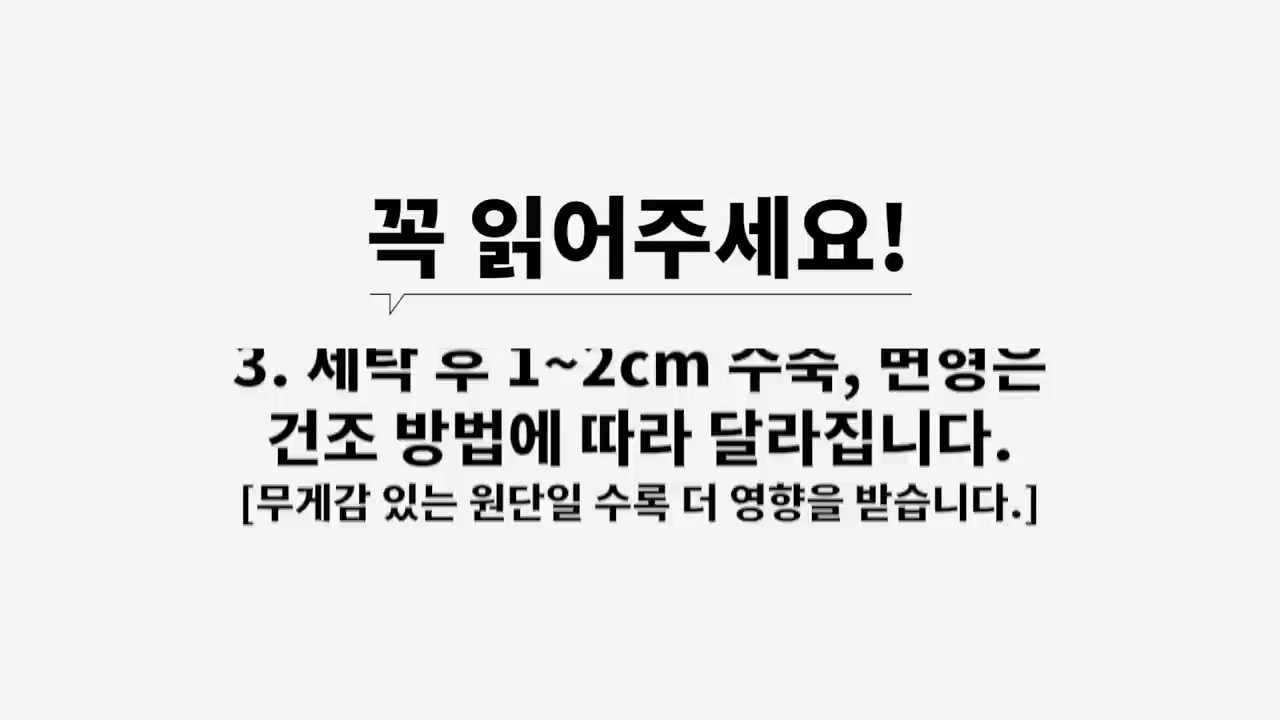 꼭 읽어주세요!
3. 세탁 후 1~2cm 수축, 변형은
건조 방법에 따라 달라집니다.
[무게감 있는 원단일 수록 더 영향을 받습니다.]